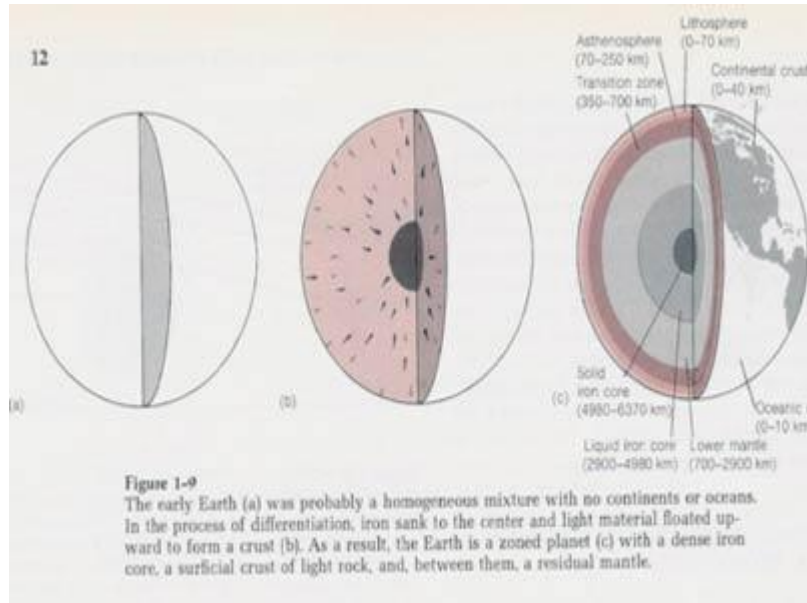 12
Lithosphere
(0–70 km)
Asthenosphere
(70–250 km)
Continental crust
(0–40 km)
Transition zone
(350–700 km)
(a)
(b)
(c)
Solid
iron core
(4980–6370 km)
Oceanic
(0–10 km
Liquid iron core
(2900–4980 km)
Lower mantle
(700–2900 km)
Figure 1-9
The early Earth (a) was probably a homogeneous mixture with no continents or oceans.
In the process of differentiation, iron sank to the center and light material floated up-
ward to form a crust (b). As a result, the Earth is a zoned planet (c) with a dense iron
core, a surficial crust of light rock, and, between them, a residual mantle.